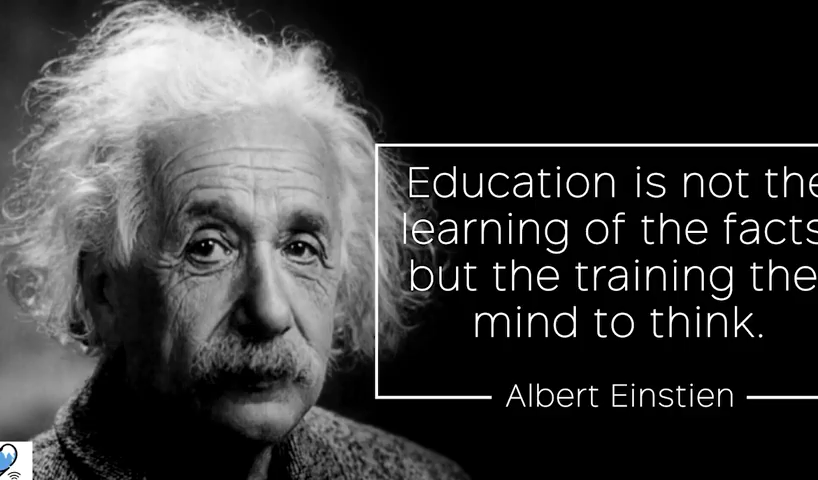 Education is not the
learning of the facts
but the training the
mind to think.
Albert Einstien